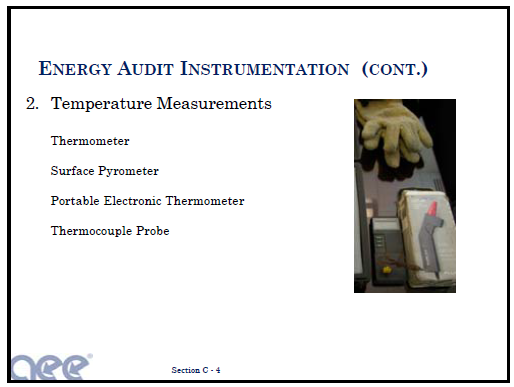 ENERGY AUDIT INSTRUMENTATION (CONT.)
2. Temperature Measurements
Thermometer
Surface Pyrometer
Portable Electronic Thermometer
Thermocouple Probe
aee®
Section C - 4